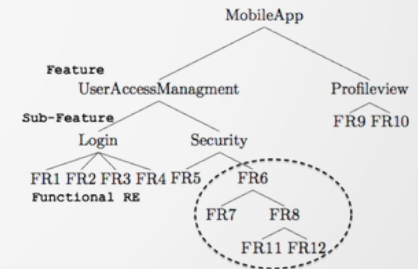 MobileApp
Feature
UserAccessManagment Profileview
Sub-Feature
FR9 FR10
Login Security
FR1 FR2 FR3 FR4 FR5 FR6
Functional RE
FR7 FR8
FR11 FR12